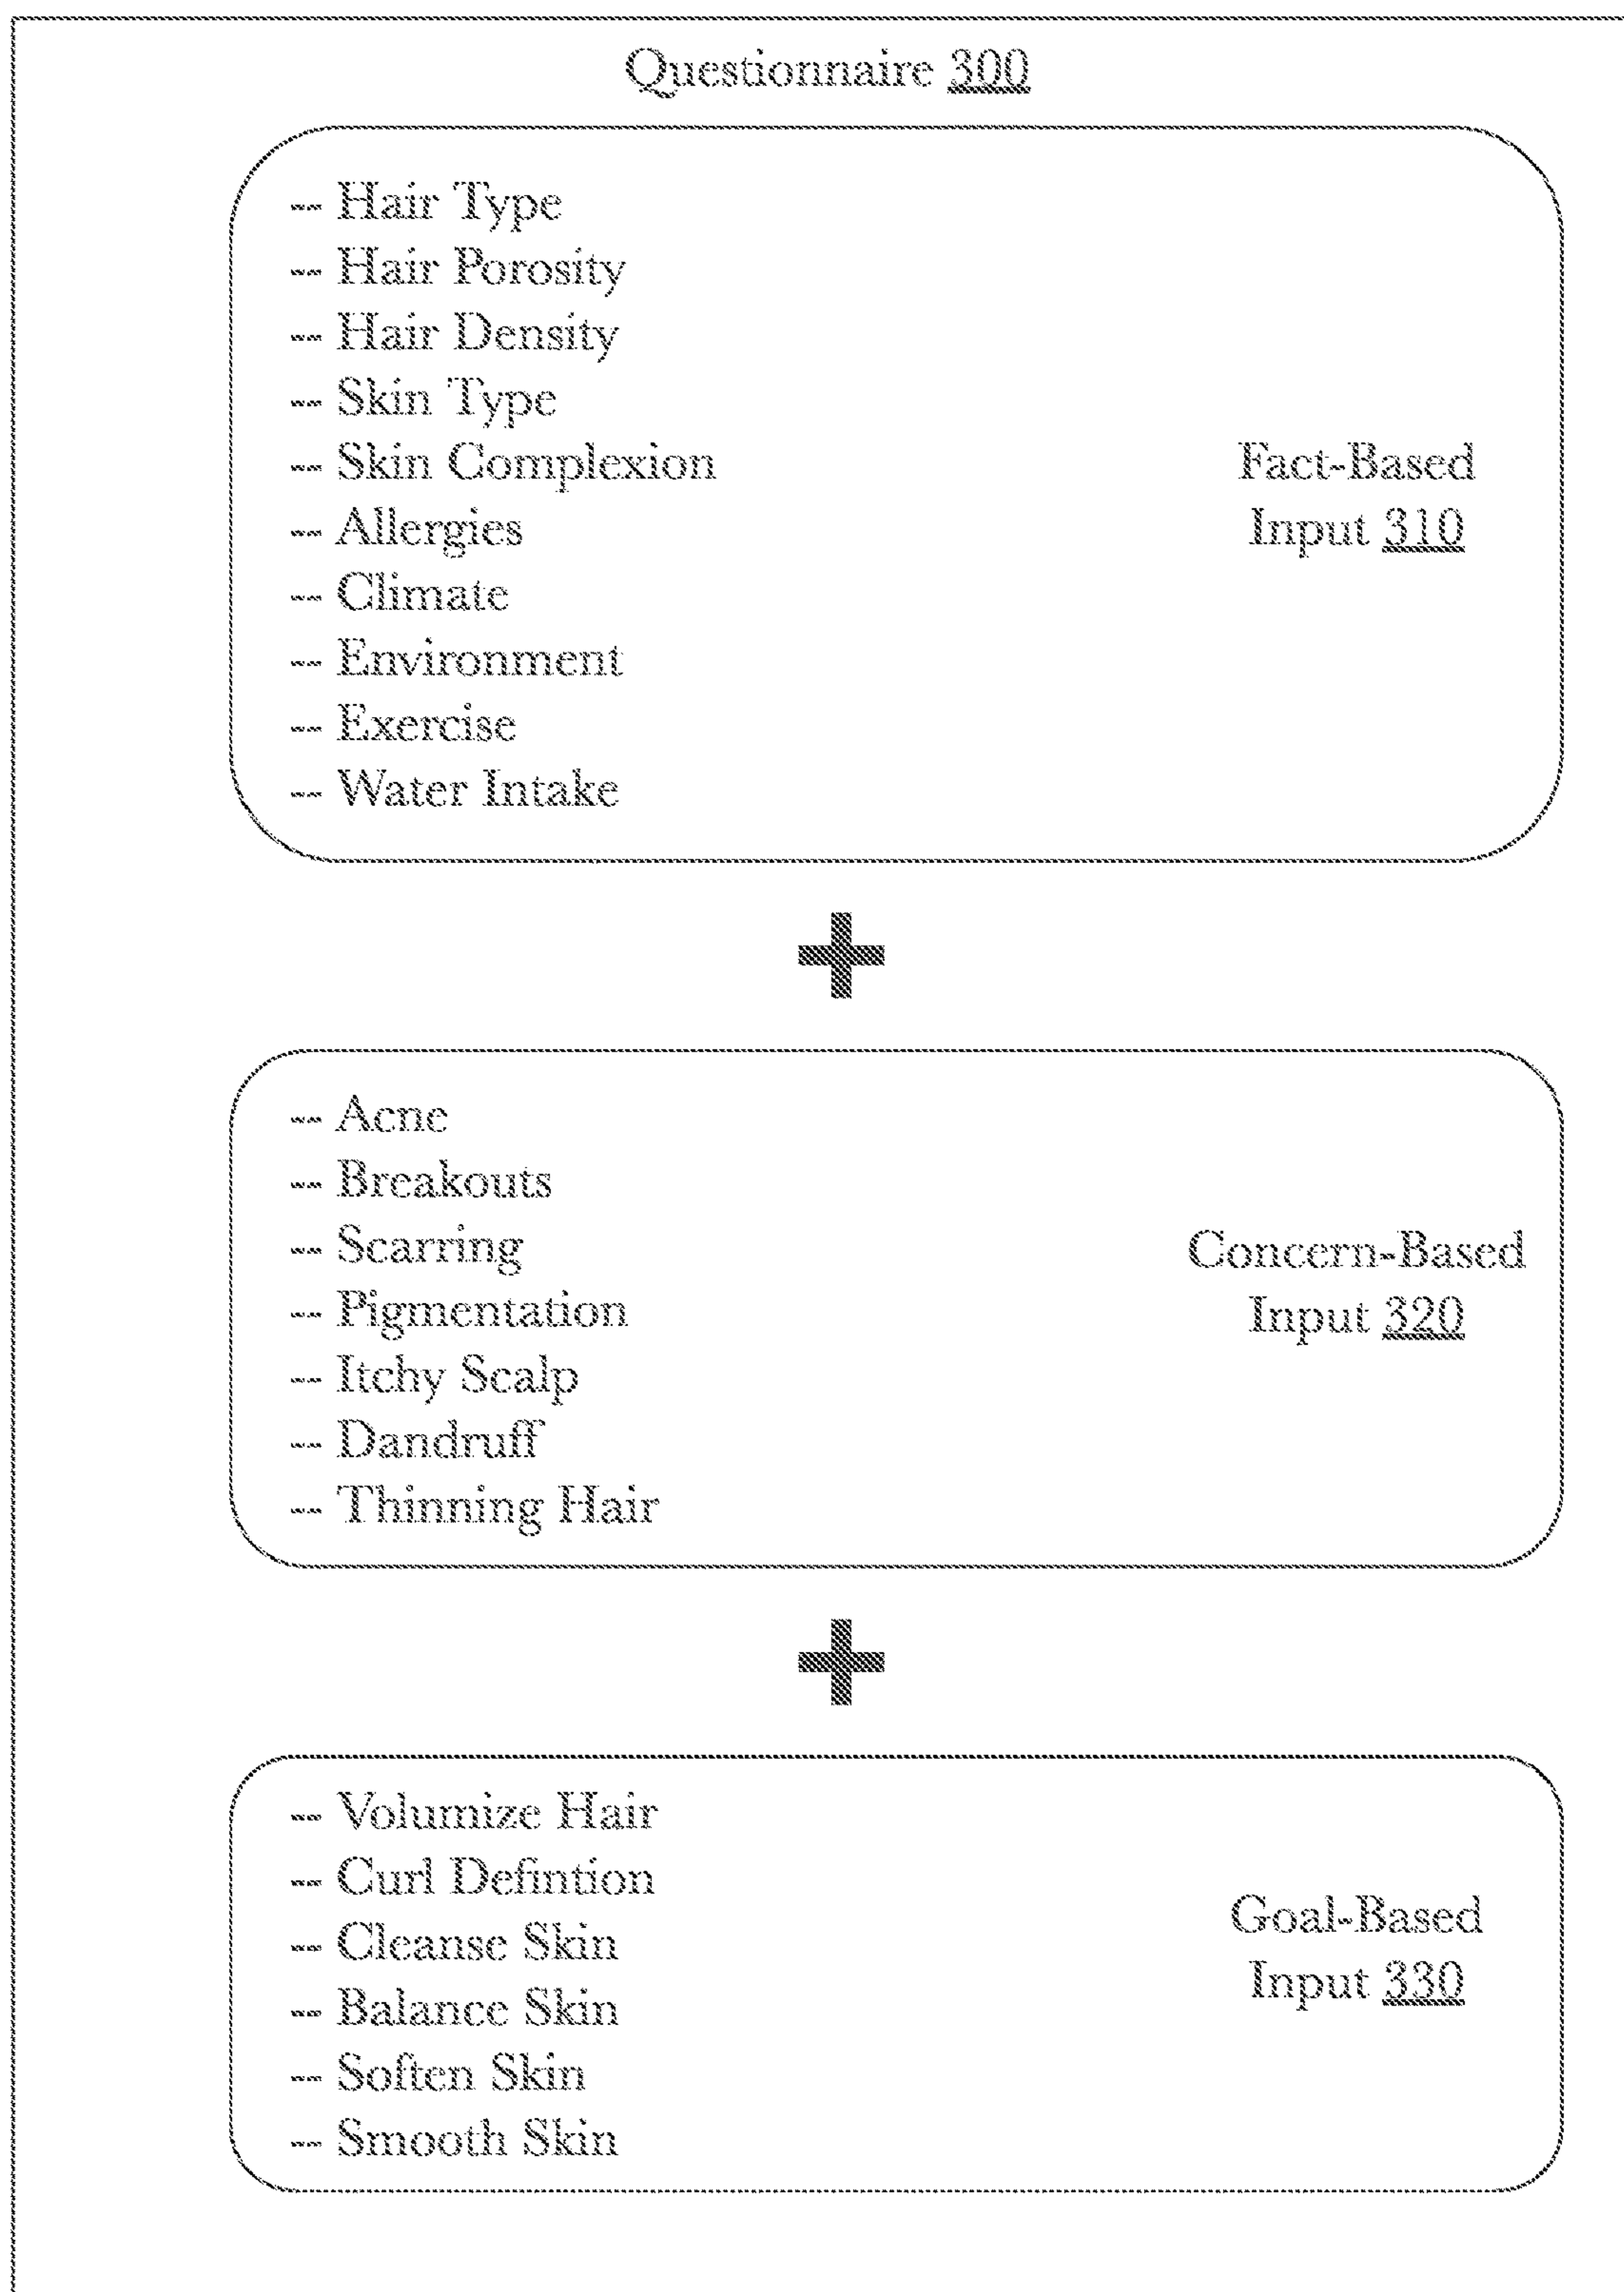 Questionnaire 300
-- Hair Type
-- Hair Porosity
-- Hair Density
-- Skin Type
-- Skin Complexion
-- Allergies
-- Climate
-- Environment
-- Exercise
-- Water Intake
Fact-Based
Input 310
+
-- Acne
-- Breakouts
-- Scarring
-- Pigmentation
-- Itchy Scalp
-- Dandruff
-- Thinning Hair
Concern-Based
Input 320
+
-- Volumize Hair
-- Curl Defintion
-- Cleanse Skin
-- Balance Skin
-- Soften Skin
-- Smooth Skin
Goal-Based
Input 330